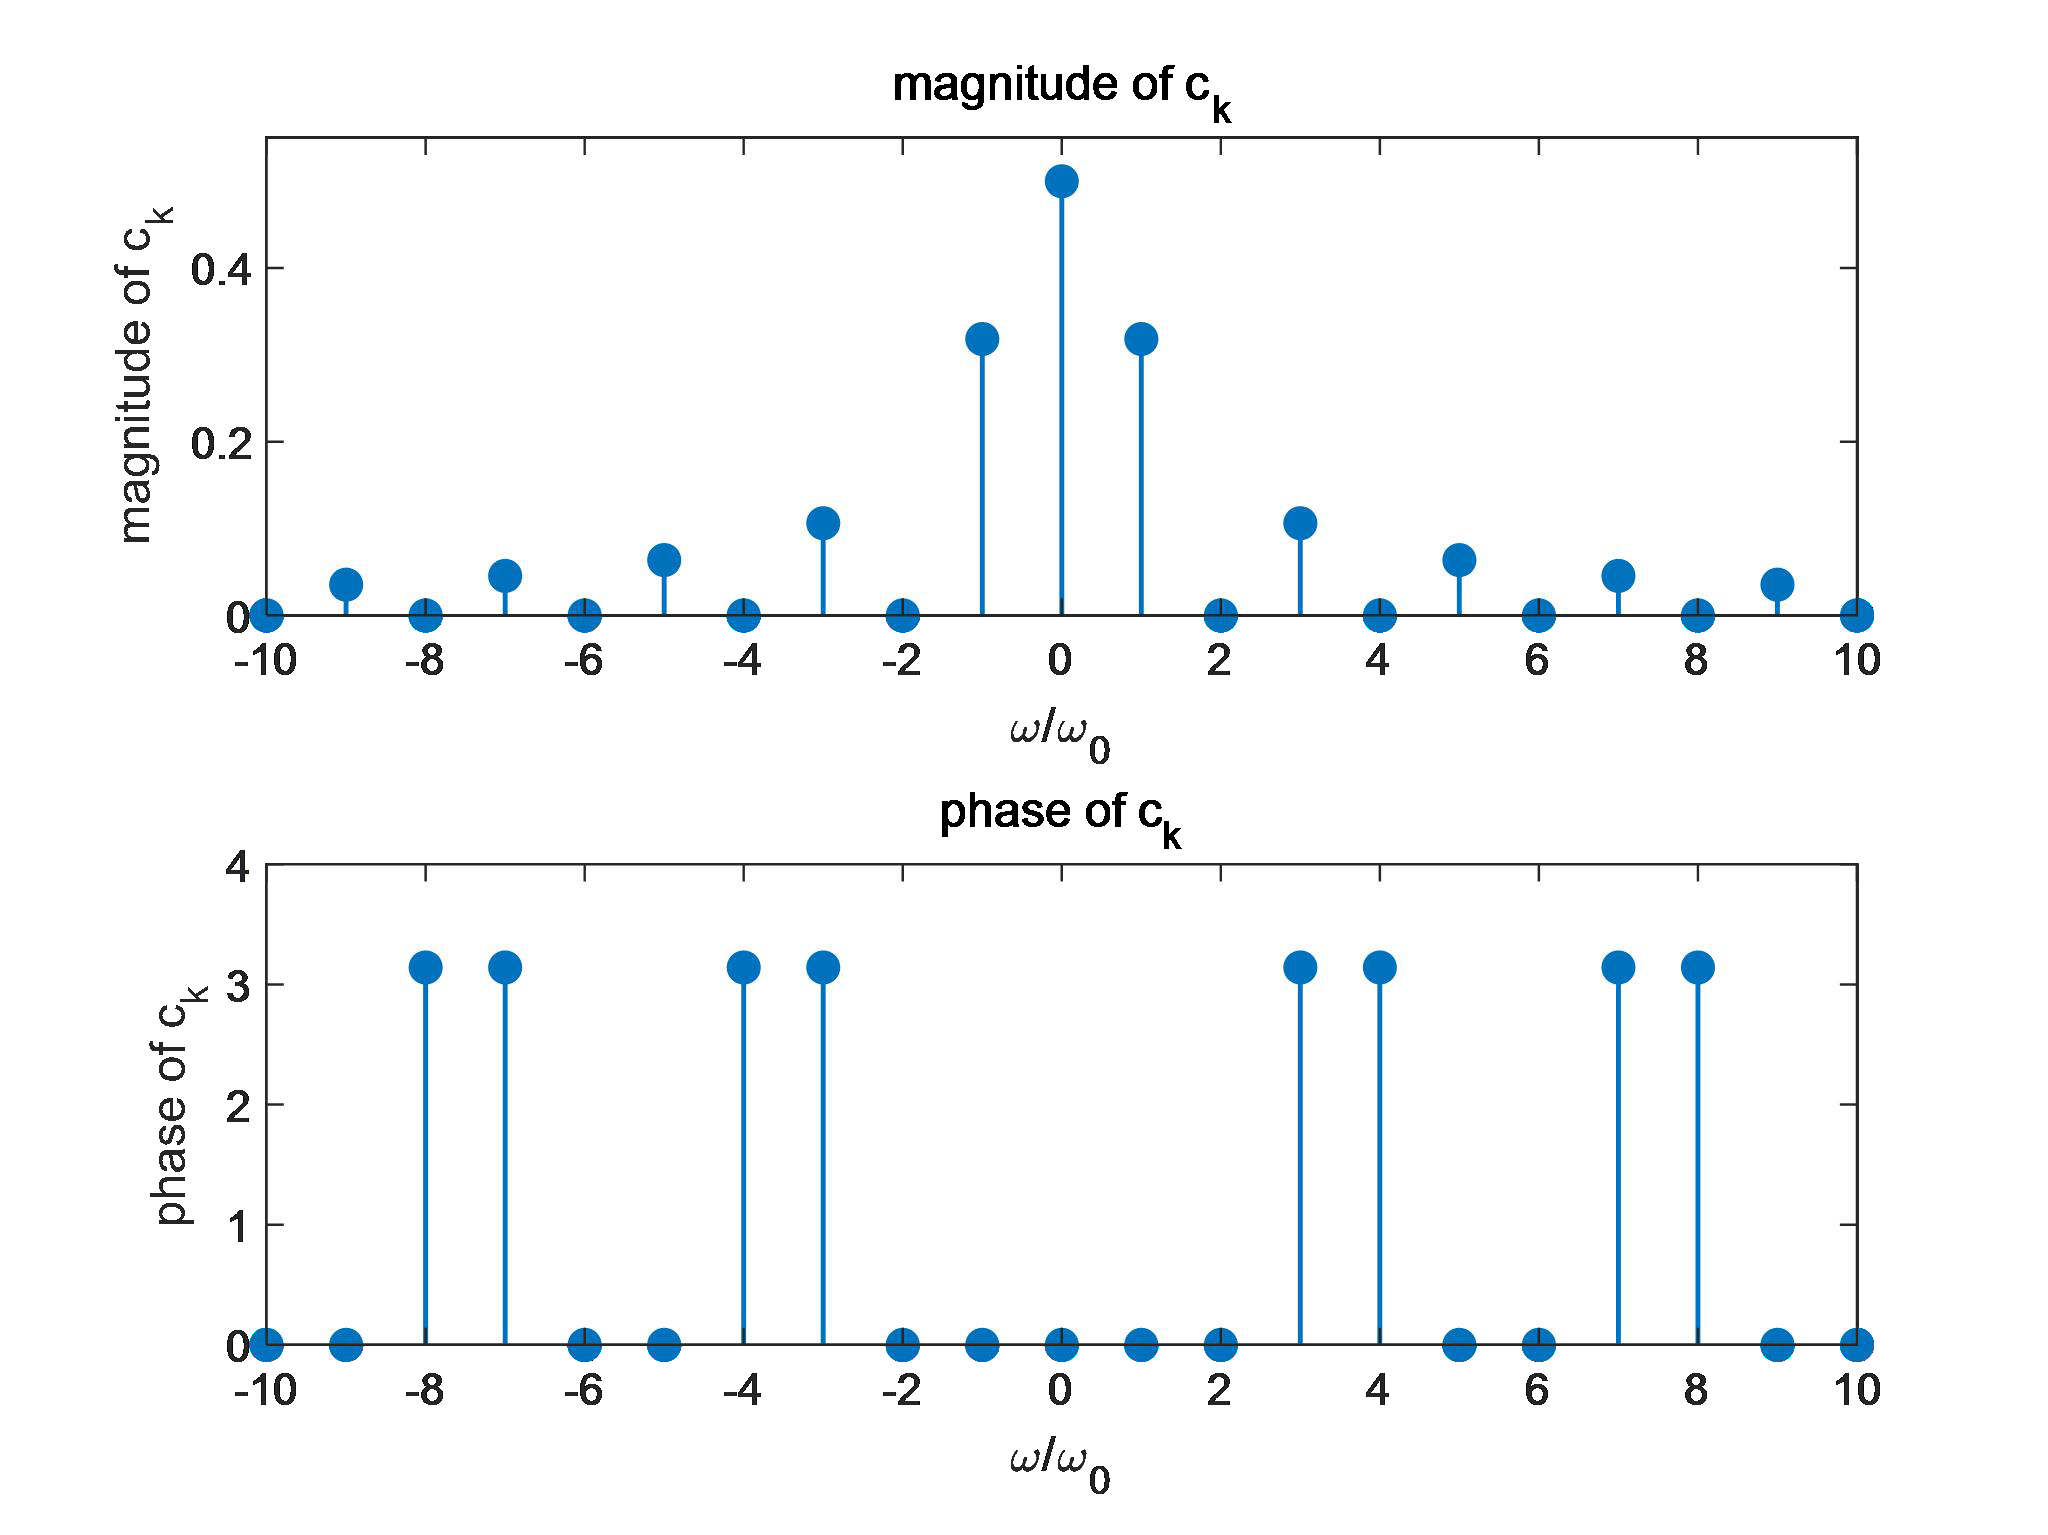 magnitude of c_k
magnitude of c_k
0.4
0.2
0
-10 -8 -6 -4 -2 0 2 4 6 8 10
ω/ω_0
phase of c_k
phase of c_k
4
3
2
1
0
-10 -8 -6 -4 -2 0 2 4 6 8 10
ω/ω_0